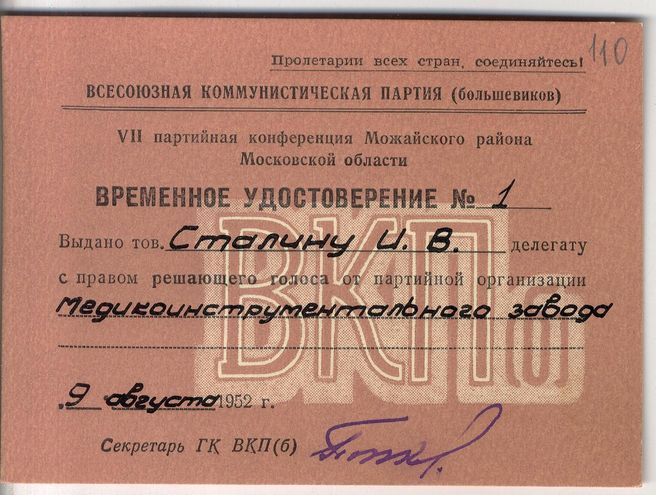 110
Пролетарии всех стран, соединяйтесь!
ВСЕСОЮЗНАЯ КОММУНИСТИЧЕСКАЯ ПАРТИЯ (большевиков)
VII партийная конференция Можайского района
Московской области
ВРЕМЕННОЕ УДОСТОВЕРЕНИЕ № 1
Выдано тов. Сталину И. В. делегату
с правом решающего голоса от партийной организации
Медикоинструментального завода
9 августа 1952 г.
Секретарь ГК ВКП(б)
ВКП(б)